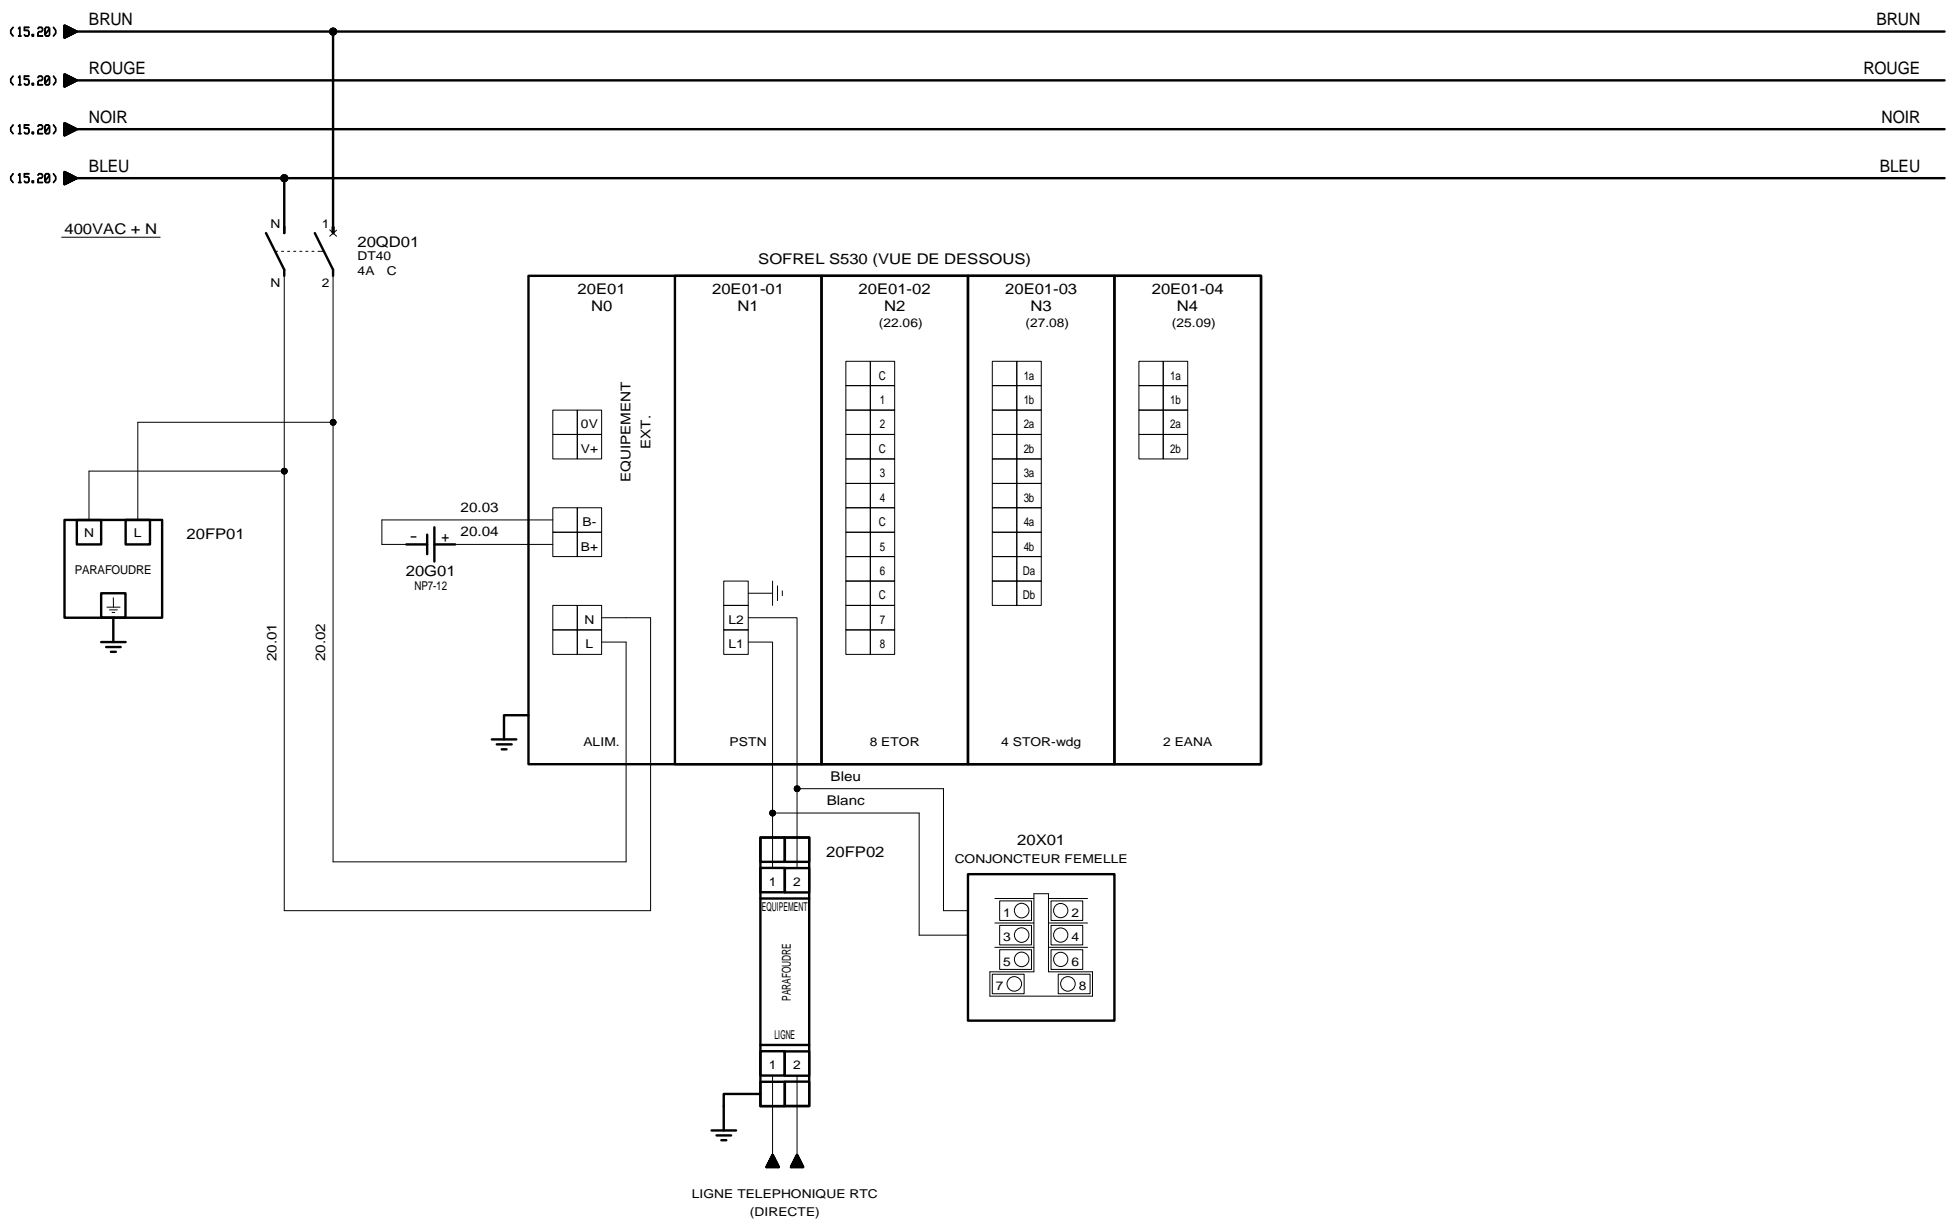 (15.20) BRUN BRUN
(15.20) ROUGE ROUGE
(15.20) NOIR NOIR
(15.20) BLEU BLEU
400VAC + N
N 1
20QD01
DT40
4A C
N 2
SOFREL S530 (VUE DE DESSOUS)
20E01
N0
EQUIPEMENT
EXT.
0V
V+
20.03
B-
20.04
B+
- +
20G01
NP7-12
N
L
ALIM.
20E01-01
N1
L2
L1
PSTN
20E01-02
N2
(22.06)
C
1
2
C
3
4
C
5
6
C
7
8
8 ETOR
20E01-03
N3
(27.08)
1a
1b
2a
2b
3a
3b
4a
4b
Da
Db
4 STOR-wdg
20E01-04
N4
(25.09)
1a
1b
2a
2b
2 EANA
N L
20FP01
PARAFOUDRE
20.01
20.02
Bleu
Blanc
20FP02
1 2
EQUIPEMENT
PARAFOUDRE
LIGNE
1 2
20X01
CONJONCTEUR FEMELLE
1 2
3 4
5 6
7 8
LIGNE TELEPHONIQUE RTC
(DIRECTE)